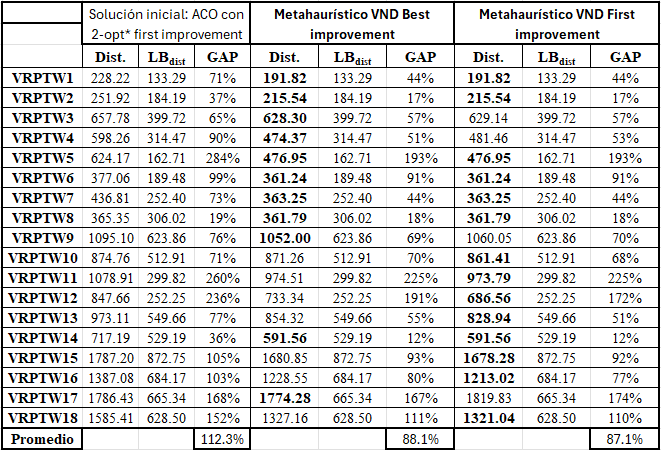 Solución inicial: ACO con 2-opt* first improvement Metahaurístico VND Best improvement Metahaurístico VND First improvement
Dist. LBdist GAP Dist. LBdist GAP Dist. LBdist GAP
VRPTW1 228.22 133.29 71% 191.82 133.29 44% 191.82 133.29 44%
VRPTW2 251.92 184.19 37% 215.54 184.19 17% 215.54 184.19 17%
VRPTW3 657.78 399.72 65% 628.30 399.72 57% 629.14 399.72 57%
VRPTW4 598.26 314.47 90% 474.37 314.47 51% 481.46 314.47 53%
VRPTW5 624.17 162.71 284% 476.95 162.71 193% 476.95 162.71 193%
VRPTW6 377.06 189.48 99% 361.24 189.48 91% 361.24 189.48 91%
VRPTW7 436.81 252.40 73% 363.25 252.40 44% 363.25 252.40 44%
VRPTW8 365.35 306.02 19% 361.79 306.02 18% 361.79 306.02 18%
VRPTW9 1095.10 623.86 76% 1052.00 623.86 69% 1060.05 623.86 70%
VRPTW10 874.76 512.91 71% 871.26 512.91 70% 861.41 512.91 68%
VRPTW11 1078.91 299.82 260% 974.51 299.82 225% 973.79 299.82 225%
VRPTW12 847.66 252.25 236% 733.34 252.25 191% 686.56 252.25 172%
VRPTW13 973.11 549.66 77% 854.32 549.66 55% 828.94 549.66 51%
VRPTW14 717.19 529.19 36% 591.56 529.19 12% 591.56 529.19 12%
VRPTW15 1787.20 872.75 105% 1680.85 872.75 93% 1678.28 872.75 92%
VRPTW16 1387.08 684.17 103% 1228.55 684.17 80% 1213.02 684.17 77%
VRPTW17 1786.43 665.34 168% 1774.28 665.34 167% 1819.83 665.34 174%
VRPTW18 1585.41 628.50 152% 1327.16 628.50 111% 1321.04 628.50 110%
Promedio 112.3% 88.1% 87.1%